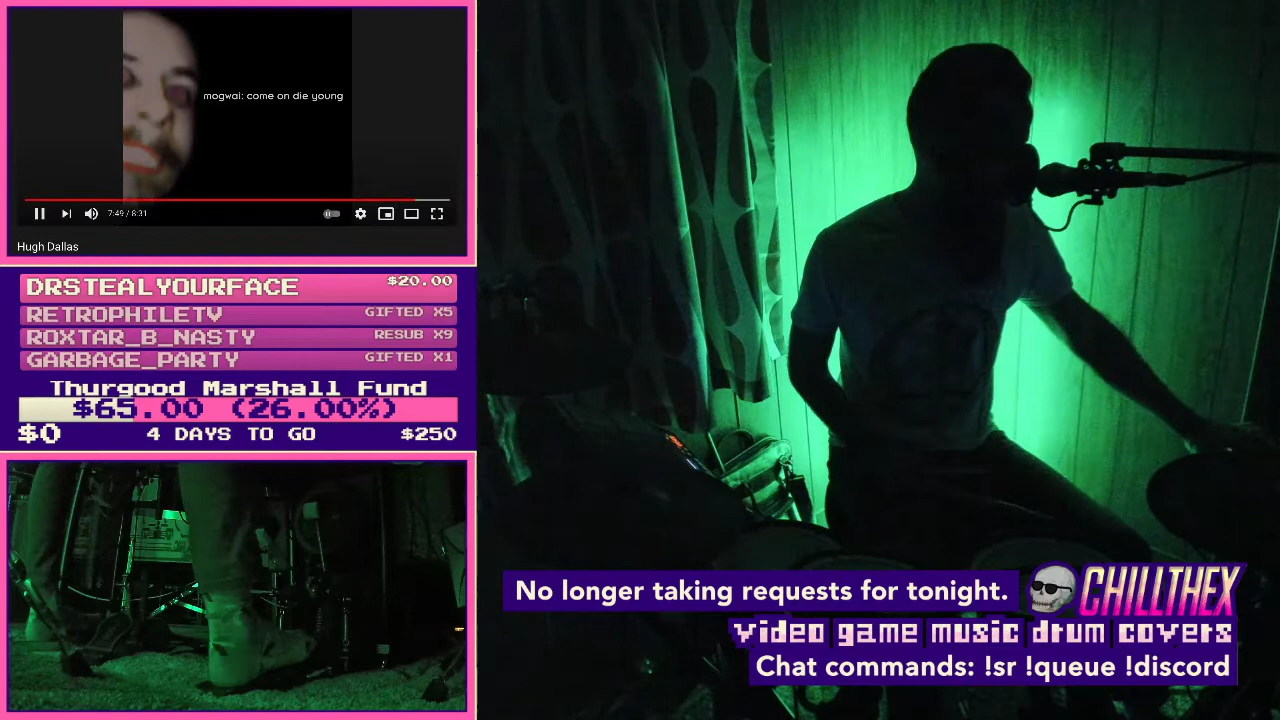 mogwai: come on die young
7:49 / 8:31
Hugh Dallas
DRSTEALYOURFACE $20.00
RETROPHILETV GIFTED X5
ROXTAR_B_NASTY RESUB X9
GARBAGE_PARTY GIFTED X1
Thurgood Marshall Fund
$65.00 (26.00%)
$0 4 DAYS TO GO $250
No longer taking requests for tonight.
CHILLTHEX
video game music drum covers
Chat commands: !sr !queue !discord